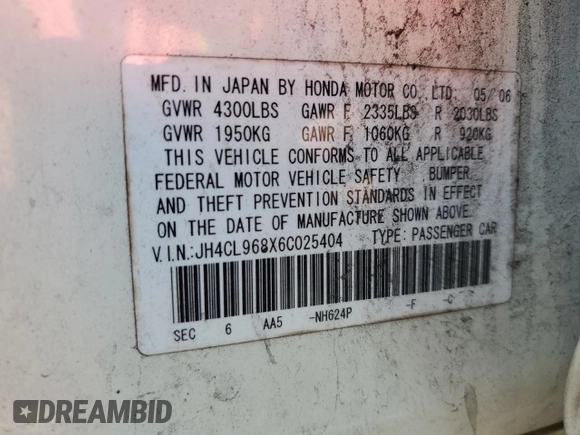 MFD. IN JAPAN BY HONDA MOTOR CO., LTD. 05/06
GVWR 4300LBS GAWR F 2335LBS R 2030LBS
GVWR 1950KG GAWR F 1060KG R 920KG
THIS VEHICLE CONFORMS TO ALL APPLICABLE
FEDERAL MOTOR VEHICLE SAFETY BUMPER
AND THEFT PREVENTION STANDARDS IN EFFECT
ON THE DATE OF MANUFACTURE SHOWN ABOVE.
V.I.N.:JH4CL968X6C025404 TYPE: PASSENGER CAR
SEC 6 AA5 -NH624P -F -C
DREAMBID